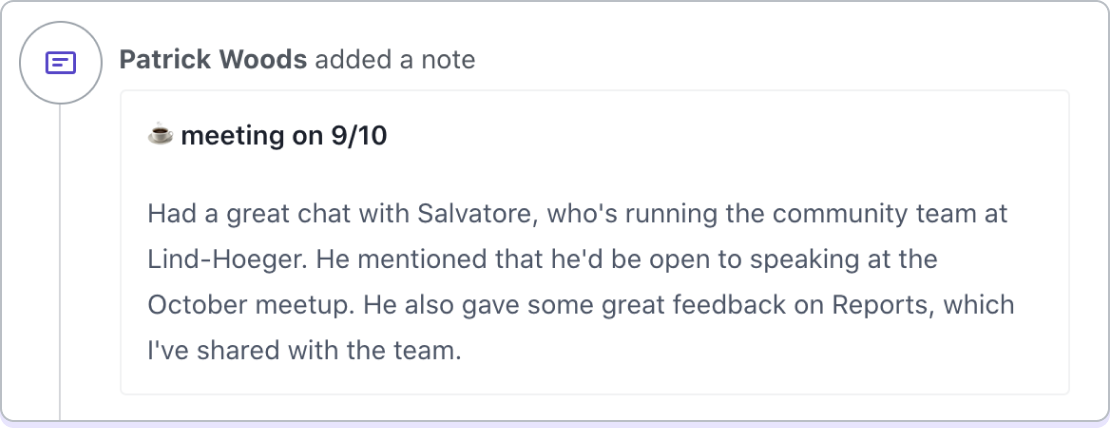 Patrick Woods added a note
☕ meeting on 9/10
Had a great chat with Salvatore, who's running the community team at
Lind-Hoeger. He mentioned that he'd be open to speaking at the
October meetup. He also gave some great feedback on Reports, which
I've shared with the team.